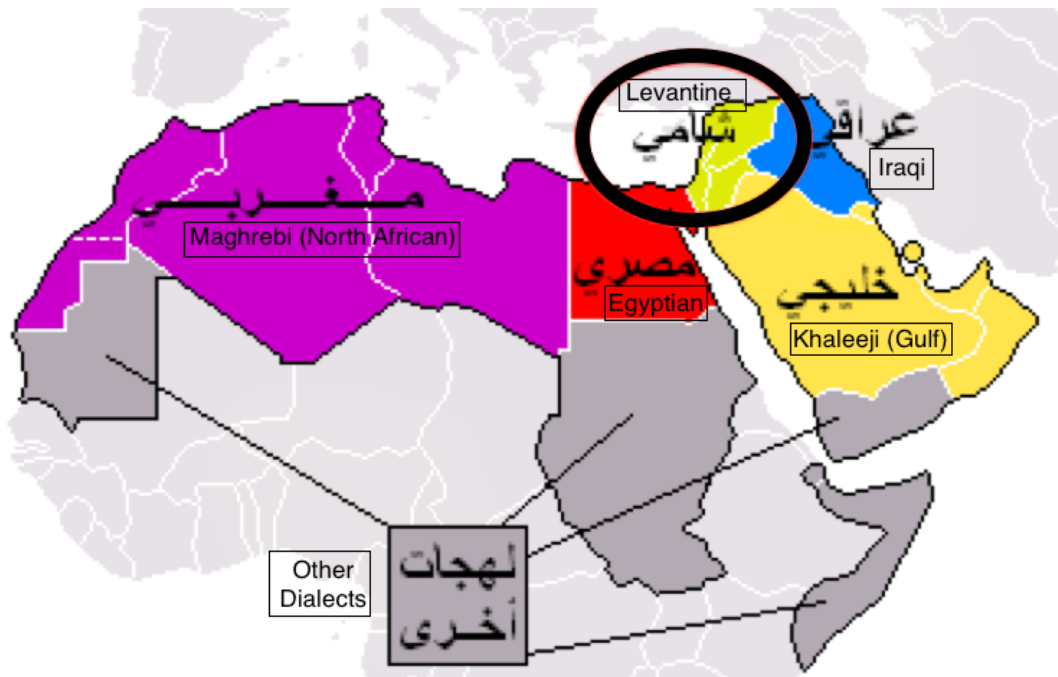 Levantine
شامي
عراقي
Iraqi
مغربي
Maghrebi (North African)
مصري
Egyptian
خليجي
Khaleeji (Gulf)
Other
Dialects
لهجات
أخرى